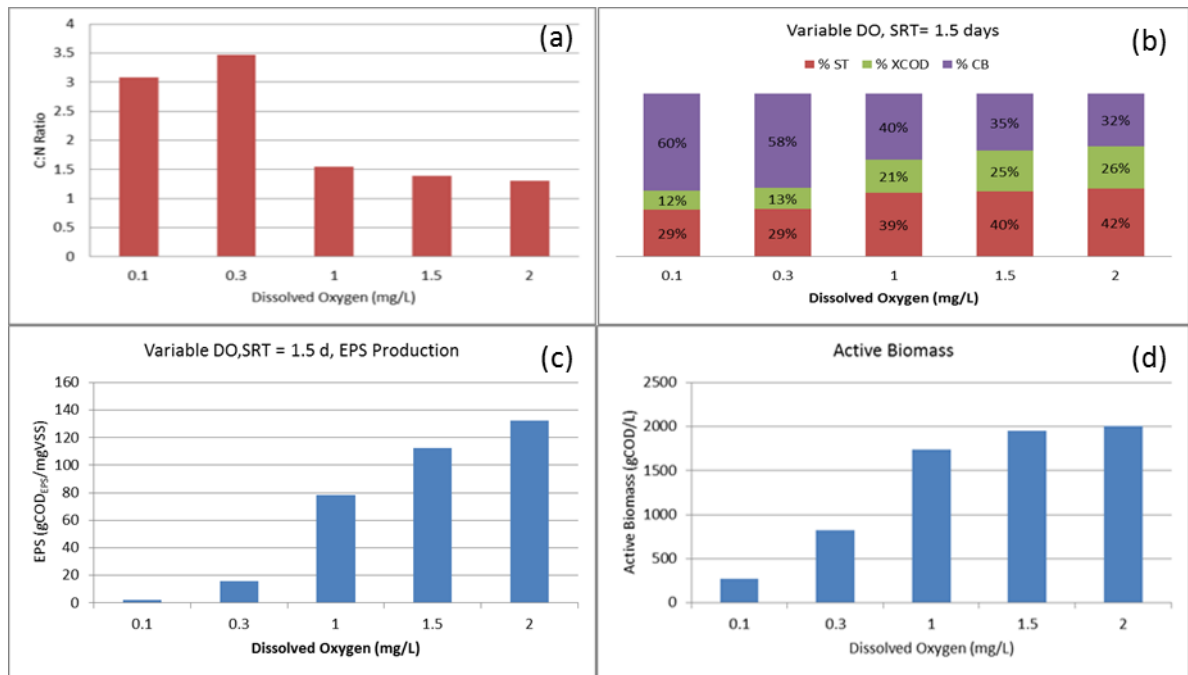 (a)
C:N Ratio
4
3.5
3
2.5
2
1.5
1
0.5
0
0.1 0.3 1 1.5 2
Dissolved Oxygen (mg/L)
Variable DO, SRT= 1.5 days
(b)
% ST % XCOD % CB
60% 58% 40% 35% 32%
12% 13% 21% 25% 26%
29% 29% 39% 40% 42%
0.1 0.3 1 1.5 2
Dissolved Oxygen (mg/L)
Variable DO,SRT = 1.5 d, EPS Production
(c)
EPS (gCOD_EPS/mgVSS)
160
140
120
100
80
60
40
20
0
0.1 0.3 1 1.5 2
Dissolved Oxygen (mg/L)
Active Biomass
(d)
Active Biomass (gCOD/L)
2500
2000
1500
1000
500
0
0.1 0.3 1 1.5 2
Dissolved Oxygen (mg/L)